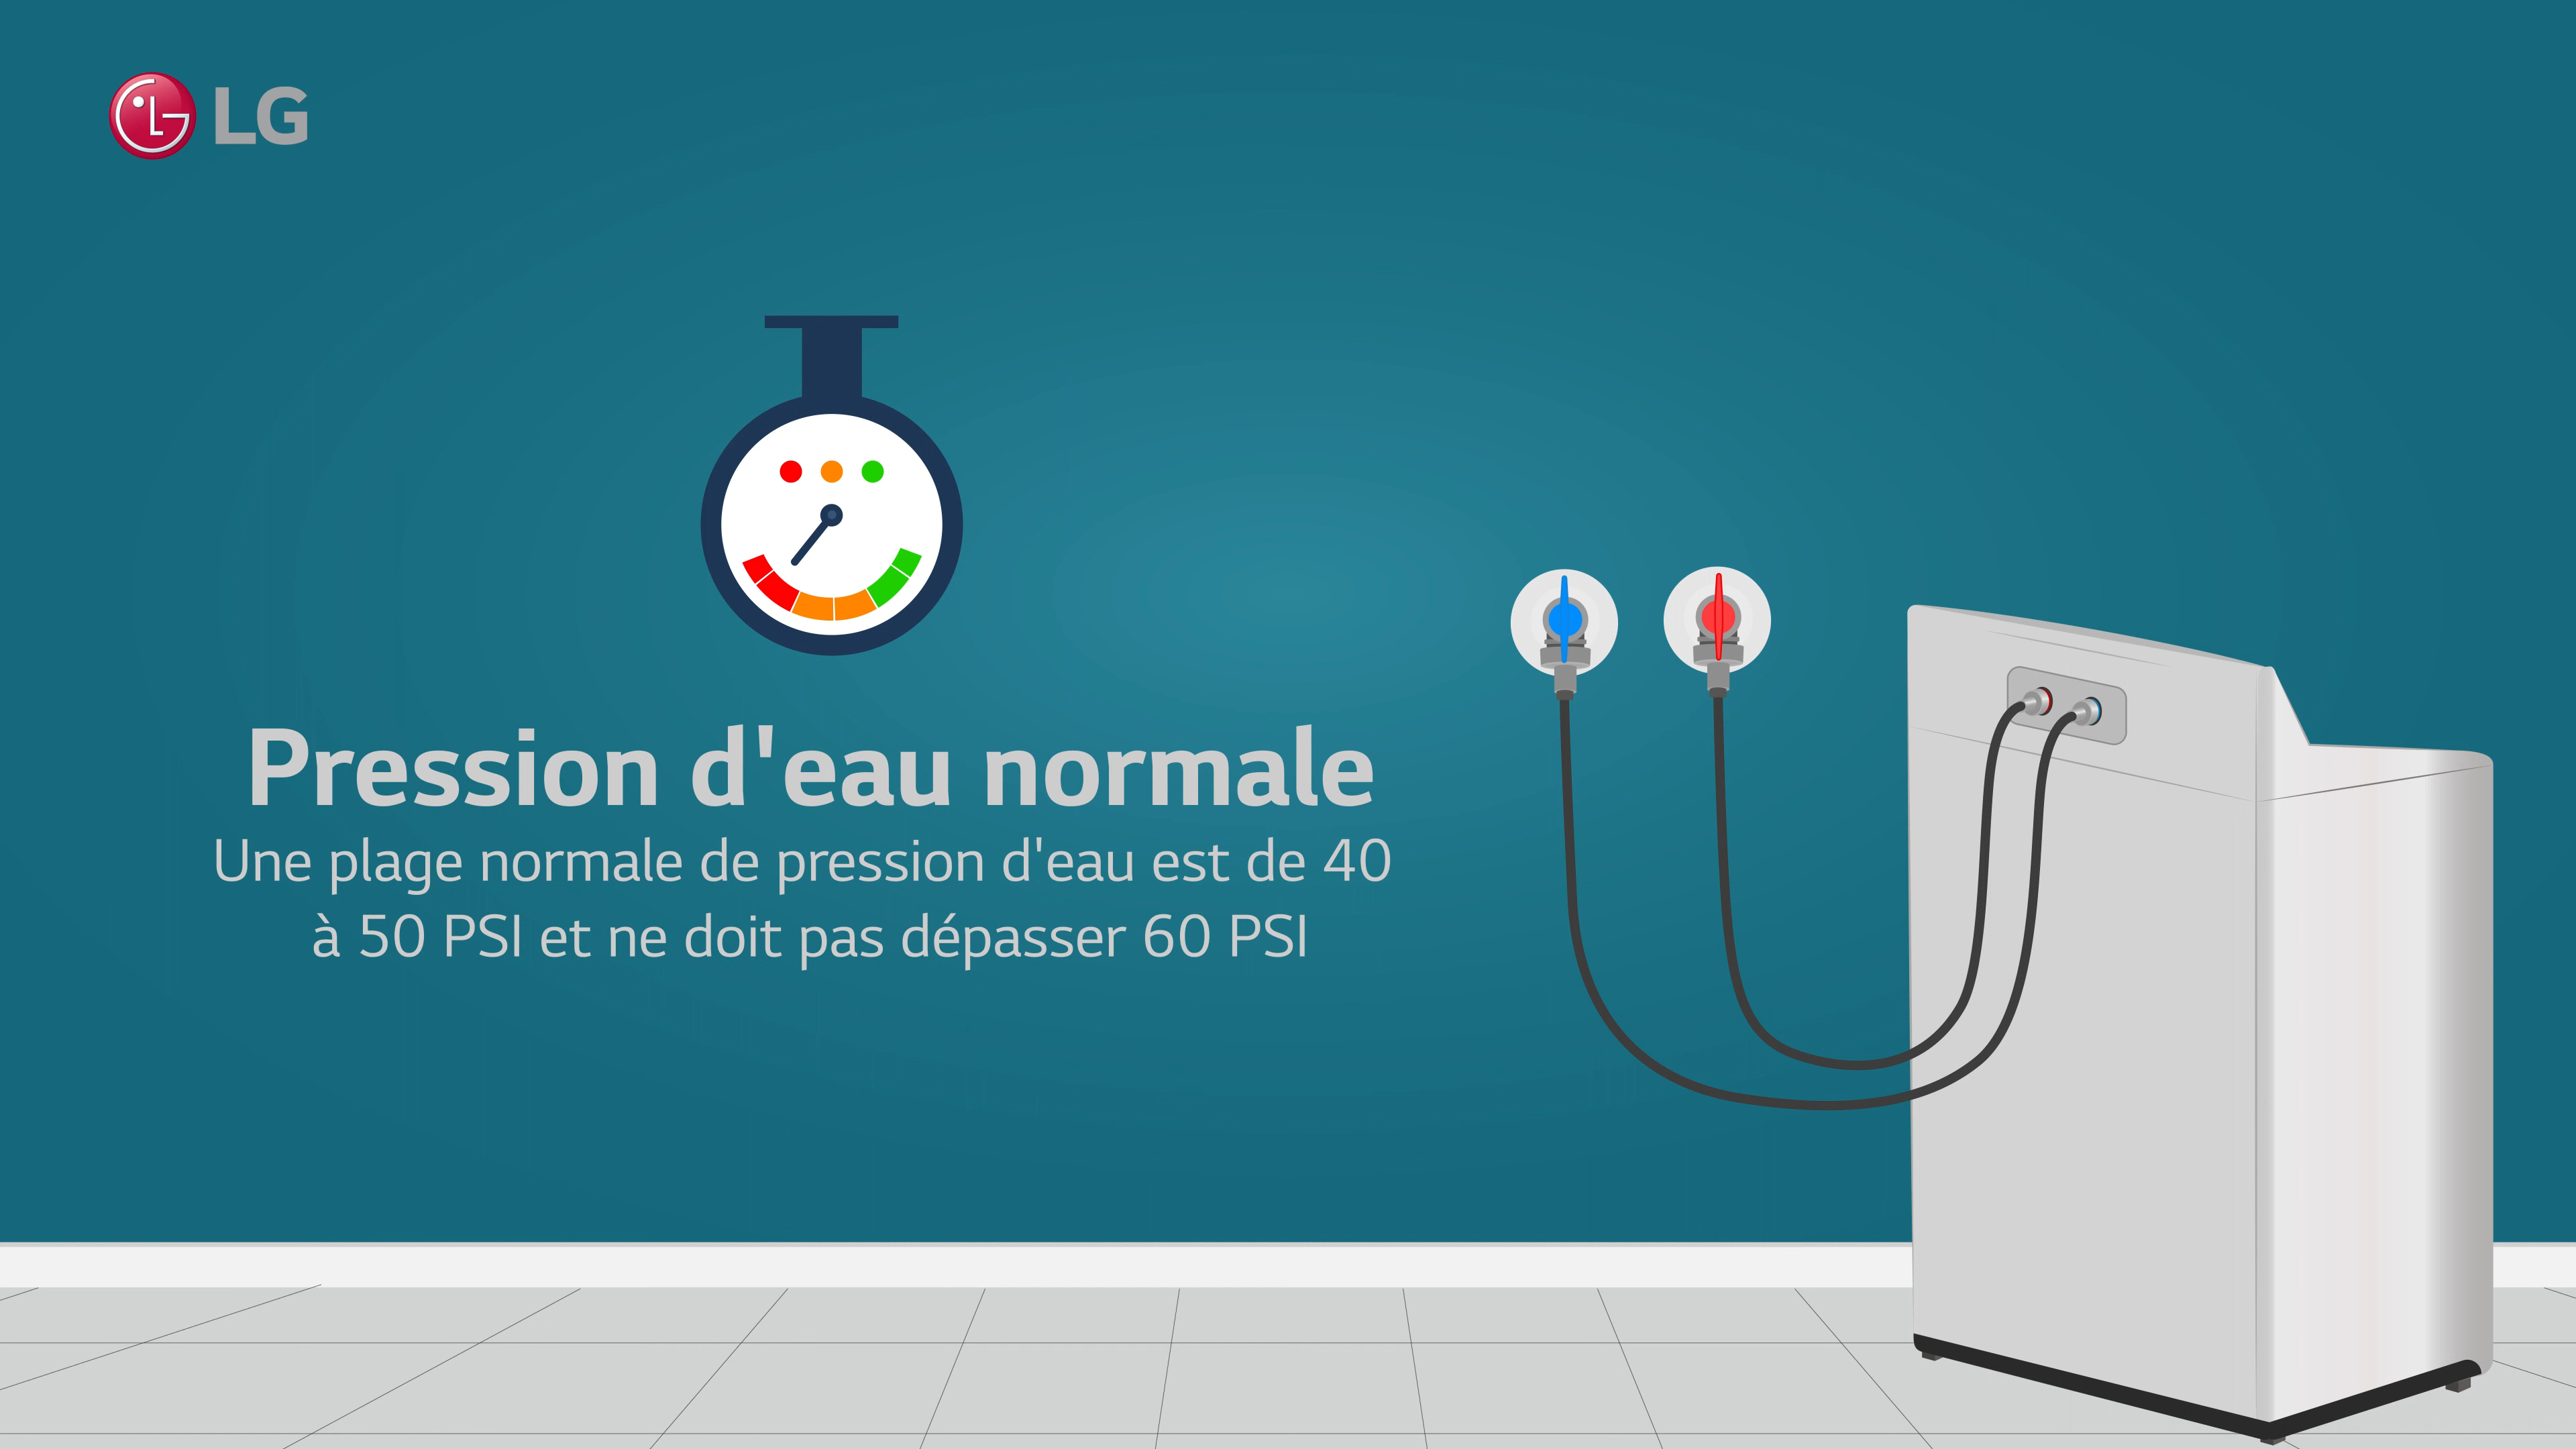 LG
Pression d'eau normale
Une plage normale de pression d'eau est de 40
à 50 PSI et ne doit pas dépasser 60 PSI